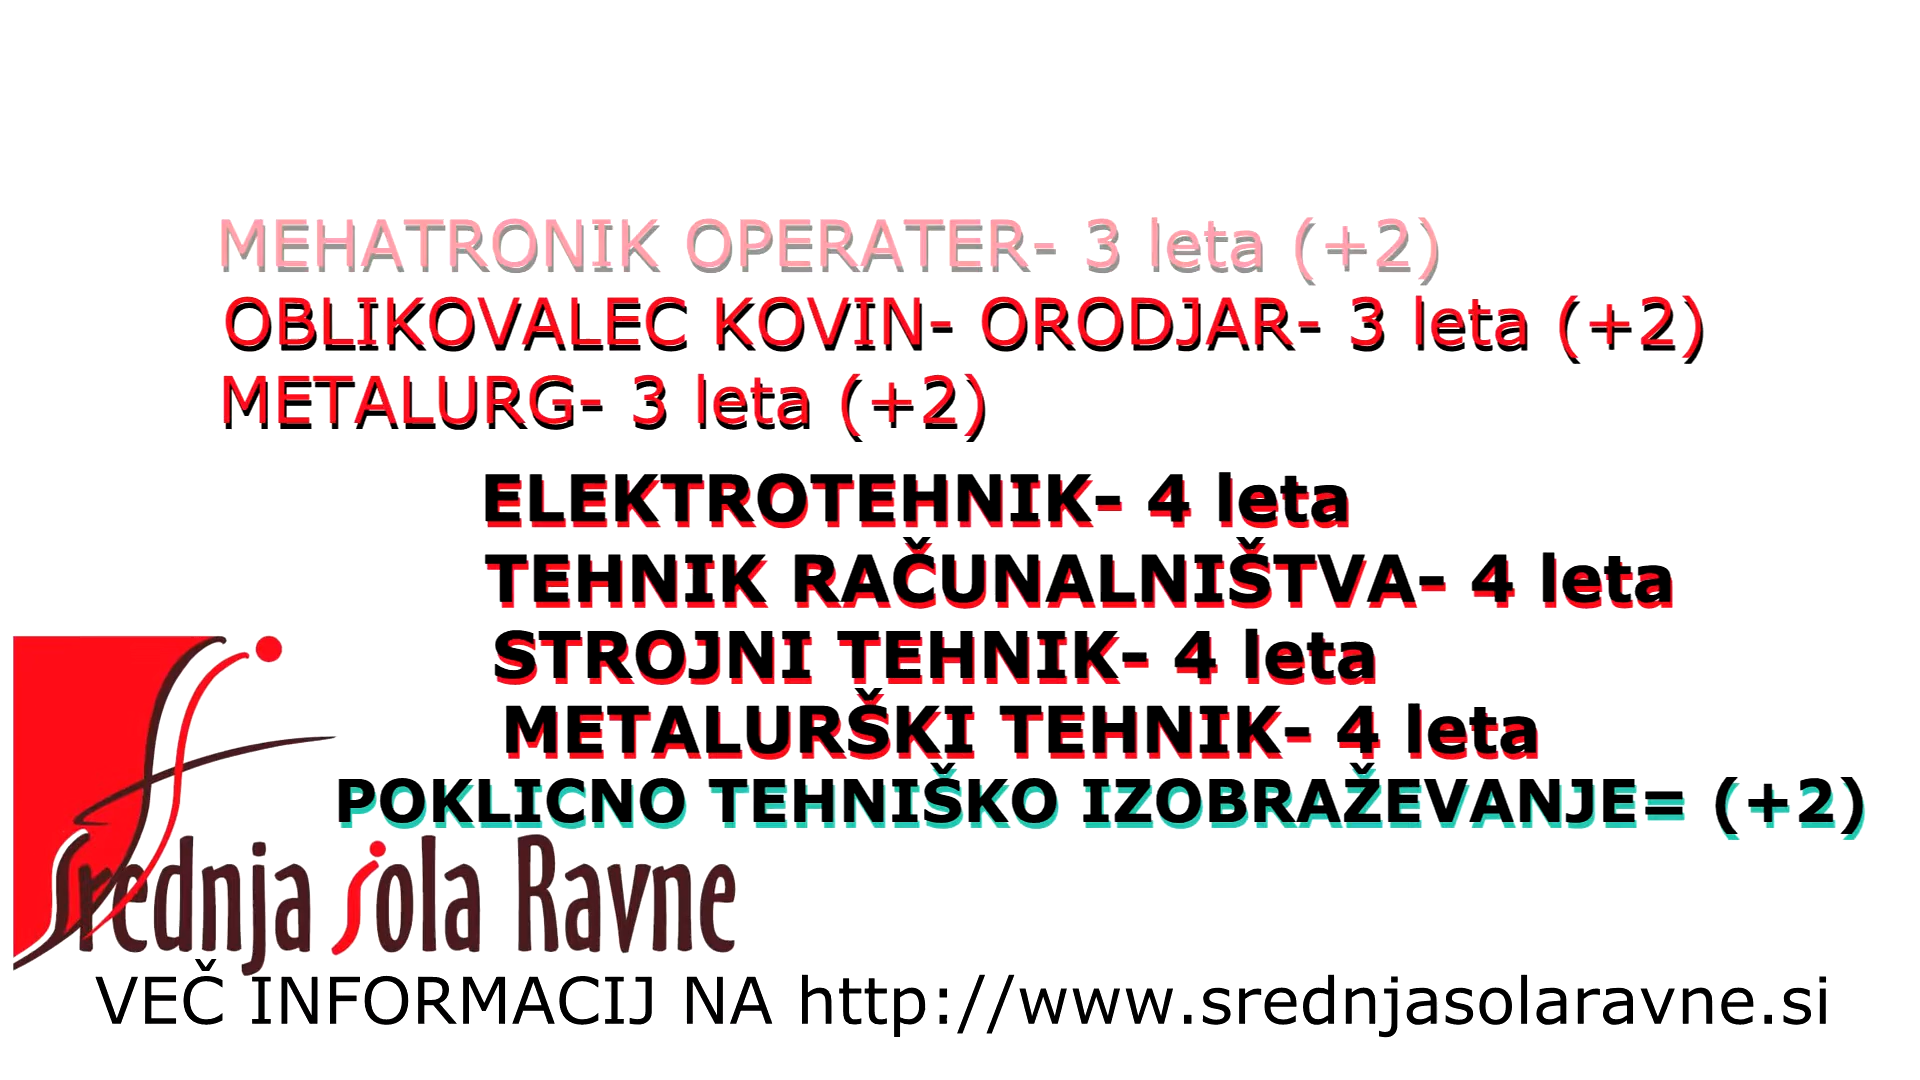 MEHATRONIK OPERATER- 3 leta (+2)
OBLIKOVALEC KOVIN- ORODJAR- 3 leta (+2)
METALURG- 3 leta (+2)
ELEKTROTEHNIK- 4 leta
TEHNIK RAČUNALNIŠTVA- 4 leta
STROJNI TEHNIK- 4 leta
METALURŠKI TEHNIK- 4 leta
POKLICNO TEHNIŠKO IZOBRAŽEVANJE= (+2)
Srednja šola Ravne
VEČ INFORMACIJ NA http://www.srednjasolaravne.si